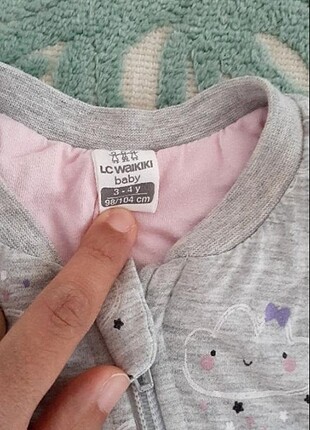 LC WAIKIKI
baby
3 - 4 y
98/104 cm